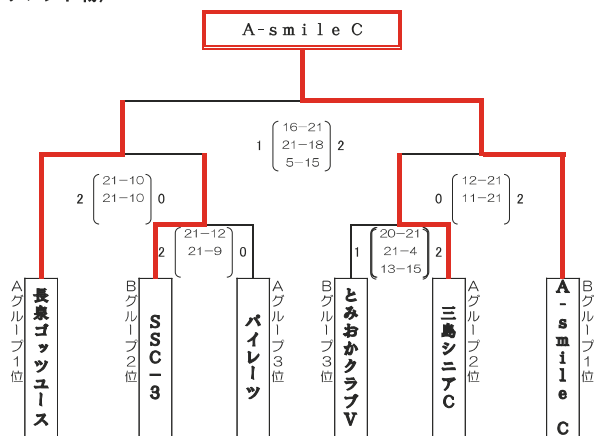 A-smile C
16-21
1 21-18 2
5-15
21-10
2 21-10 0
12-21
0 11-21 2
21-12
2 21-9 0
20-21
1 21-4 2
13-15
Aグループ1位
長泉ゴッツユース
Bグループ2位
SSC-3
パイレーツ
Aグループ3位
Bグループ3位
とみおかクラブV
三島シニアC
Aグループ2位
A-smile C
Bグループ1位